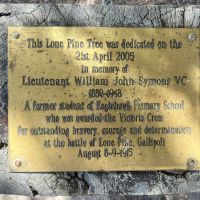 This Lone Pine Tree was dedicated on the
21st April 2005
In memory of
Lieutenant William John Symons VC
1889-1948
A former student of Eaglehawk Primary School
who was awarded the Victoria Cross
For outstanding bravery, courage and determination
at the battle of Lone Pine, Gallipoli
August 8-9 1915